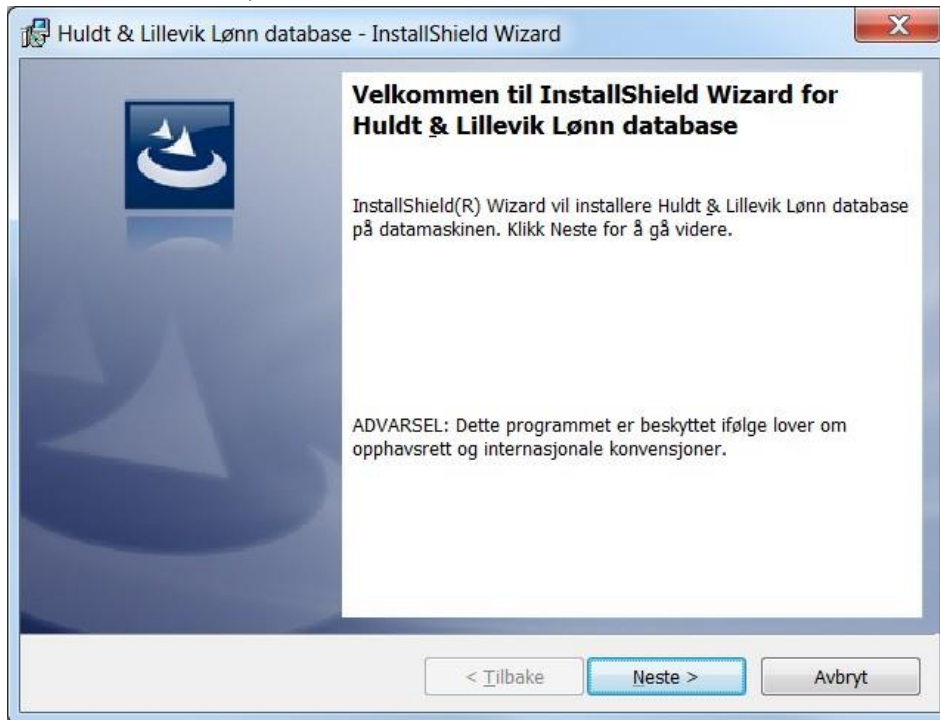 Huldt & Lillevik Lønn database - InstallShield Wizard
Velkommen til InstallShield Wizard for
Huldt & Lillevik Lønn database
InstallShield(R) Wizard vil installere Huldt & Lillevik Lønn database
på datamaskinen. Klikk Neste for å gå videre.
ADVARSEL: Dette programmet er beskyttet ifølge lover om
opphavsrett og internasjonale konvensjoner.
< Tilbake Neste > Avbryt